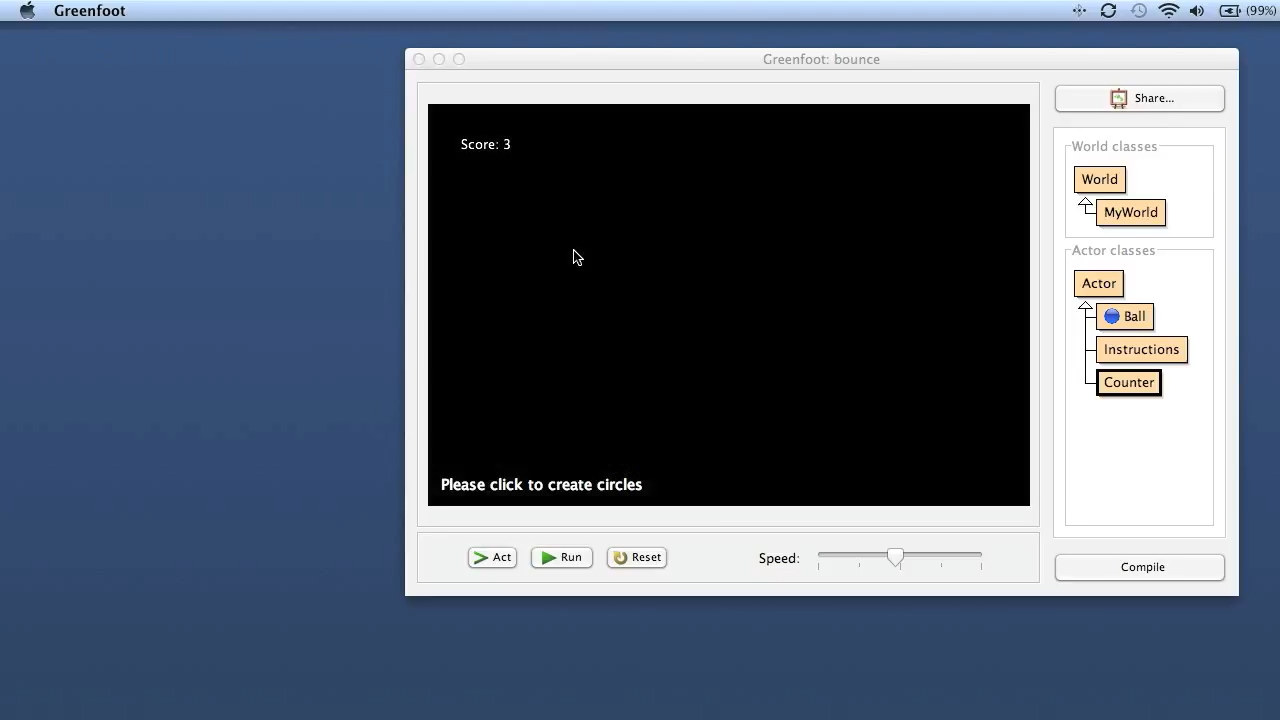 Greenfoot
(99%)
Greenfoot: bounce
Share...
Score: 3
World classes
World
MyWorld
Actor classes
Actor
Ball
Instructions
Counter
Please click to create circles
Act
Run
Reset
Speed:
Compile